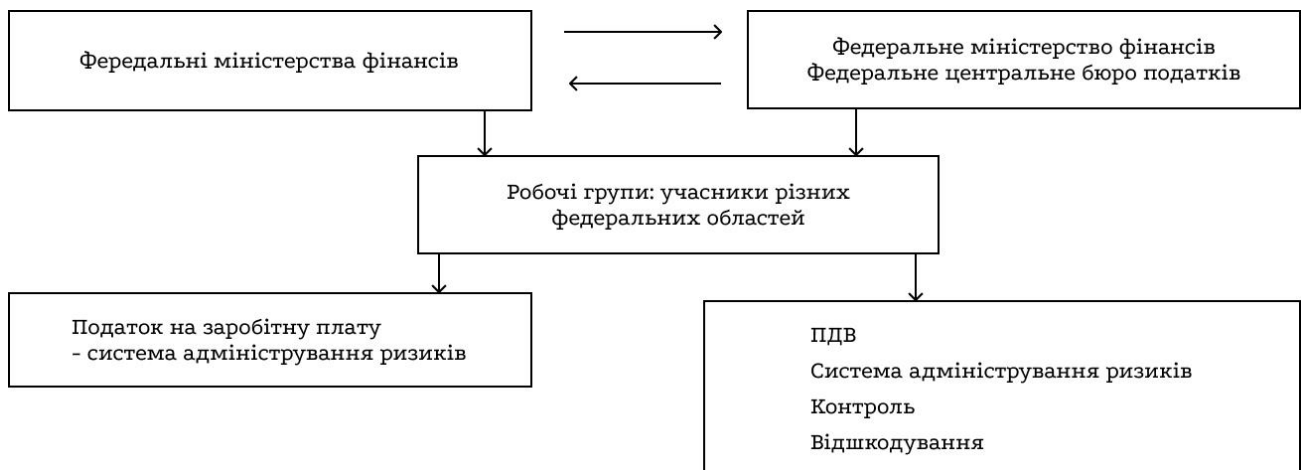 Фередальні міністерства фінансів
Федеральне міністерство фінансів
Федеральне центральне бюро податків
Робочі групи: учасники різних
федеральних областей
Податок на заробітну плату
- система адміністрування ризиків
ПДВ
Система адміністрування ризиків
Контроль
Відшкодування